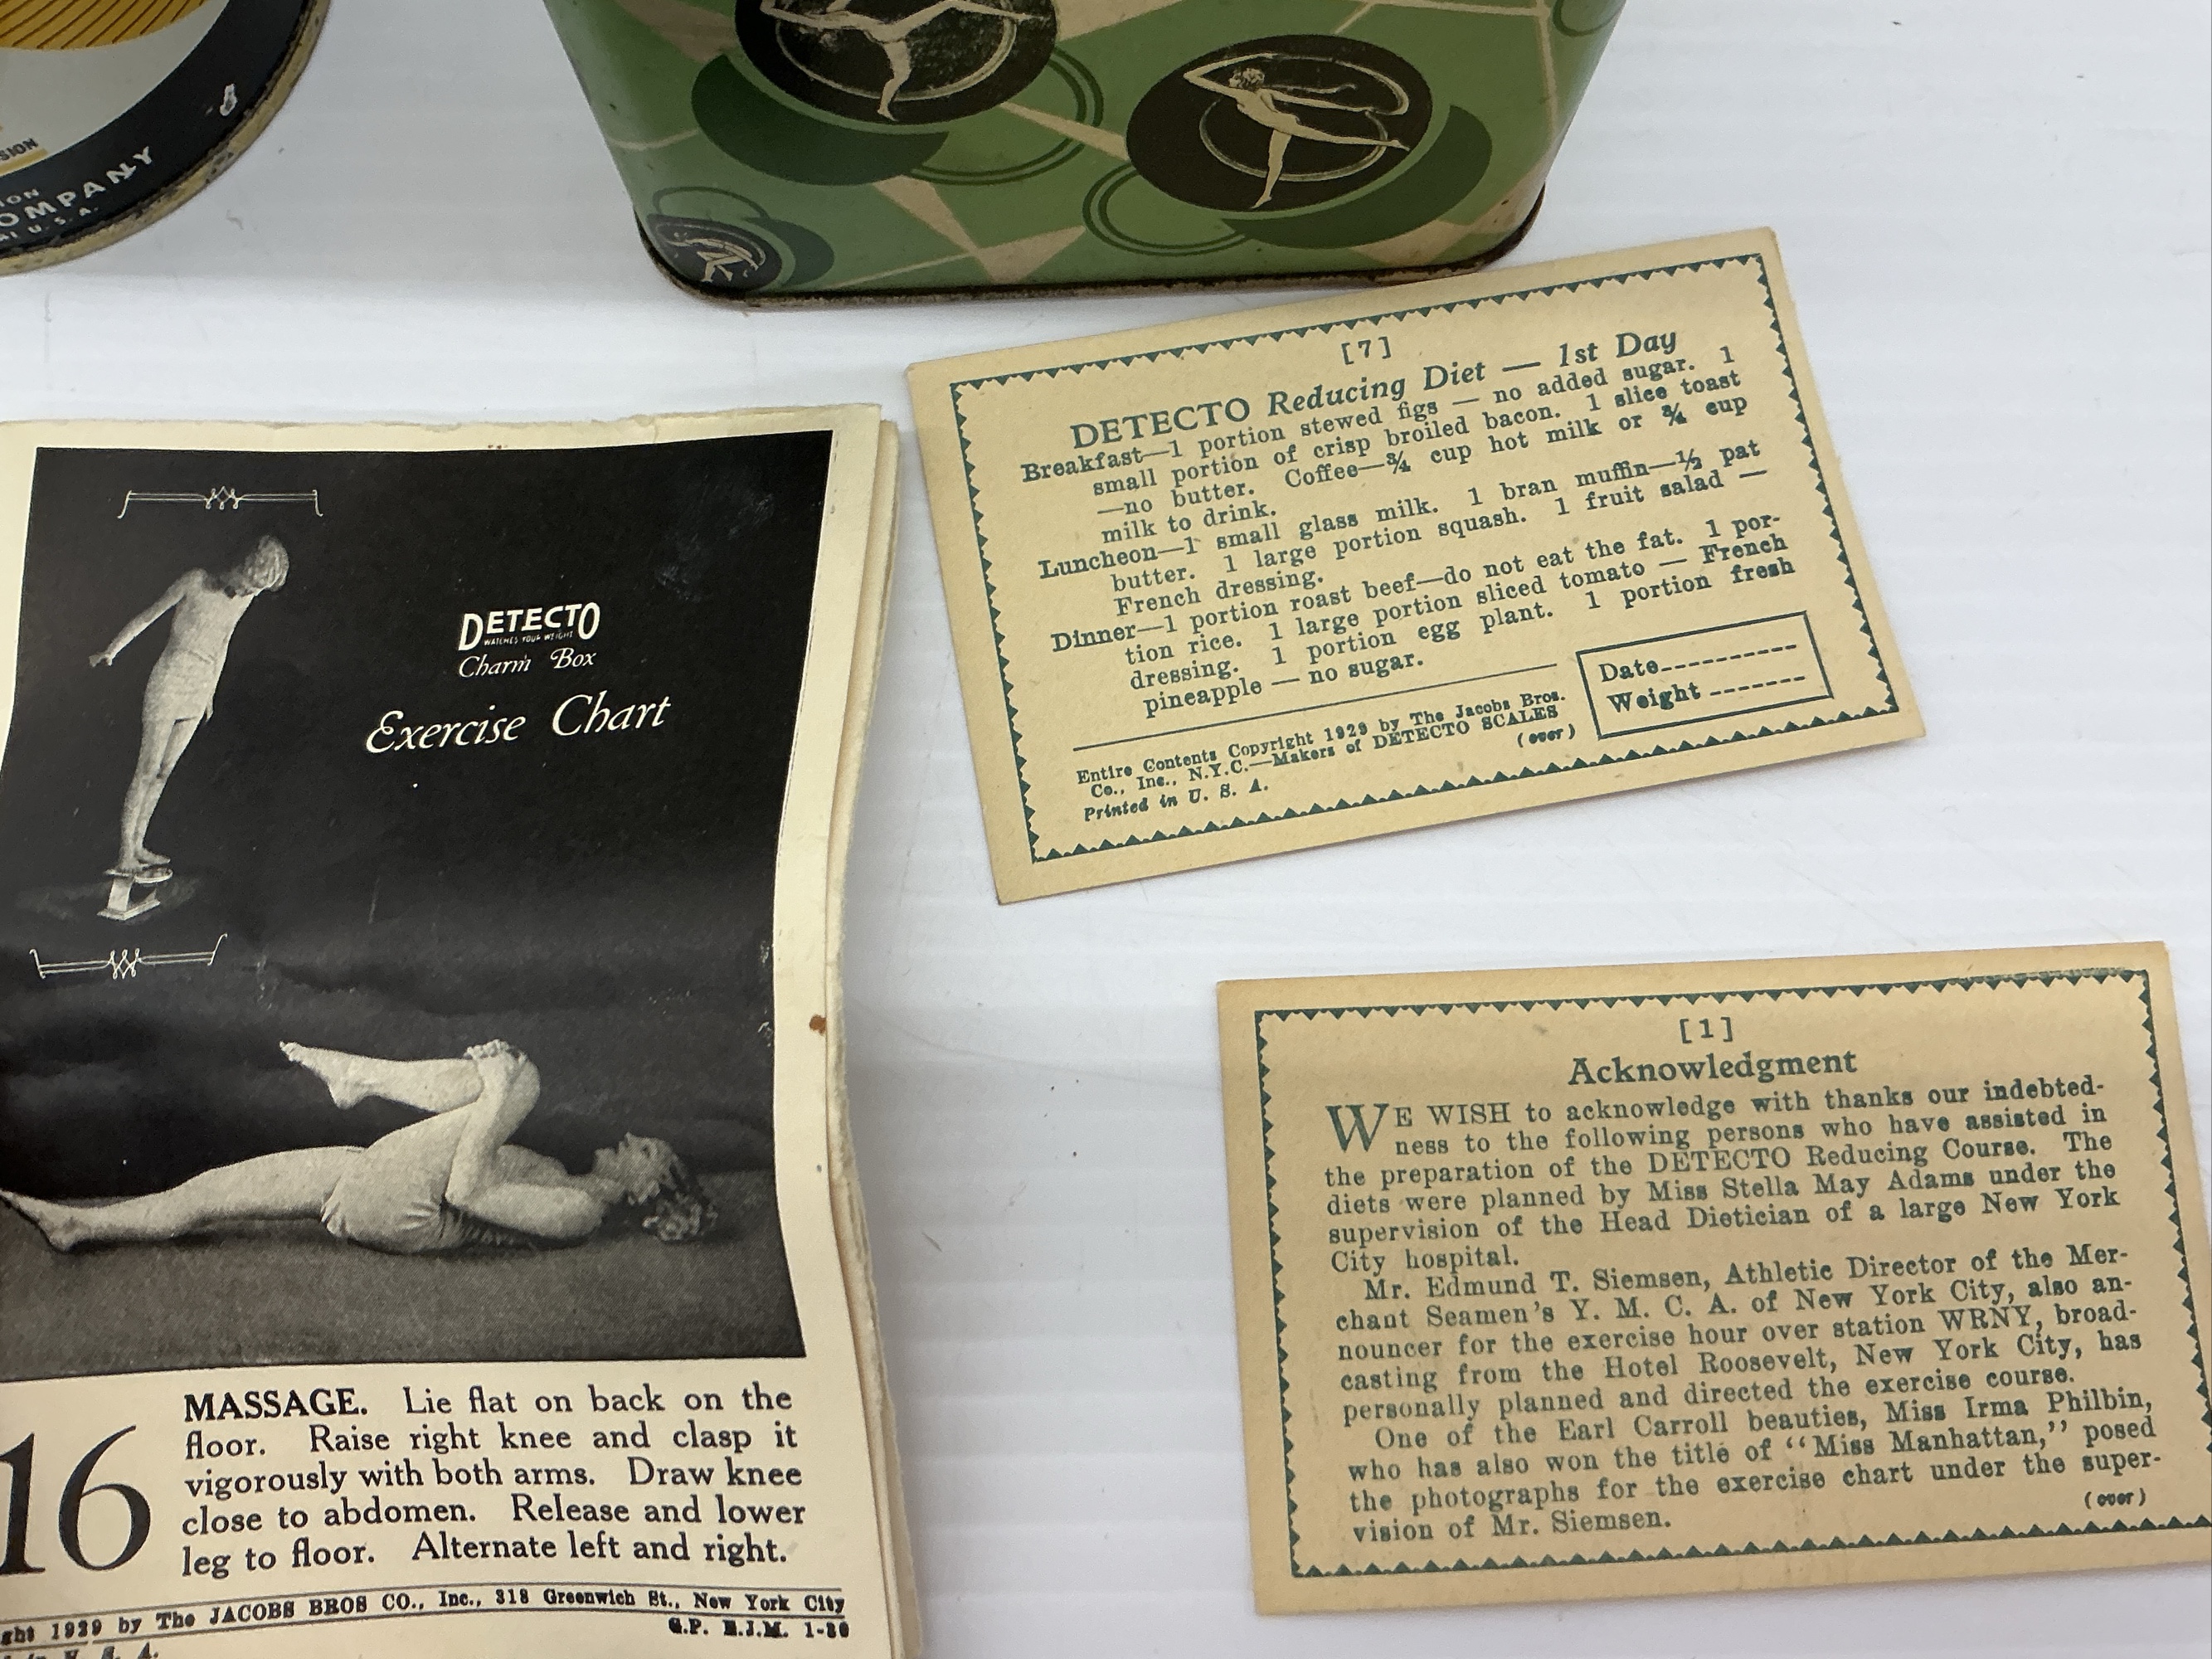 SION
ION
OMPANY
U.S.A.
[7]
DETECTO Reducing Diet — 1st Day
Breakfast—1 portion stewed figs — no added sugar. 1
small portion of crisp broiled bacon. 1 slice toast
—no butter. Coffee—¾ cup hot milk or ¾ cup
milk to drink.
Luncheon—1 small glass milk. 1 bran muffin—½ pat
butter. 1 large portion squash. 1 fruit salad —
French dressing.
Dinner—1 portion roast beef—do not eat the fat. 1 por-
tion rice. 1 large portion sliced tomato — French
dressing. 1 portion egg plant. 1 portion fresh
pineapple — no sugar.
Entire Contents Copyright 1929 by The Jacobs Bros.
Co., Inc., N.Y.C.—Makers of DETECTO SCALES
Printed in U. S. A.
(over)
Date----------
Weight -------
DETECTO
WATCHES YOUR WEIGHT
Charm Box
Exercise Chart
16
MASSAGE. Lie flat on back on the
floor. Raise right knee and clasp it
vigorously with both arms. Draw knee
close to abdomen. Release and lower
leg to floor. Alternate left and right.
ght 1929 by The JACOBS BROS CO., Inc., 318 Greenwich St., New York City
G.P. E.J.M. 1-30
in U. S. A.
[1]
Acknowledgment
WE WISH to acknowledge with thanks our indebted-
ness to the following persons who have assisted in
the preparation of the DETECTO Reducing Course. The
diets were planned by Miss Stella May Adams under the
supervision of the Head Dietician of a large New York
City hospital.
Mr. Edmund T. Siemsen, Athletic Director of the Mer-
chant Seamen's Y. M. C. A. of New York City, also an-
nouncer for the exercise hour over station WRNY, broad-
casting from the Hotel Roosevelt, New York City, has
personally planned and directed the exercise course.
One of the Earl Carroll beauties, Miss Irma Philbin,
who has also won the title of "Miss Manhattan," posed
the photographs for the exercise chart under the super-
vision of Mr. Siemsen.
(over)